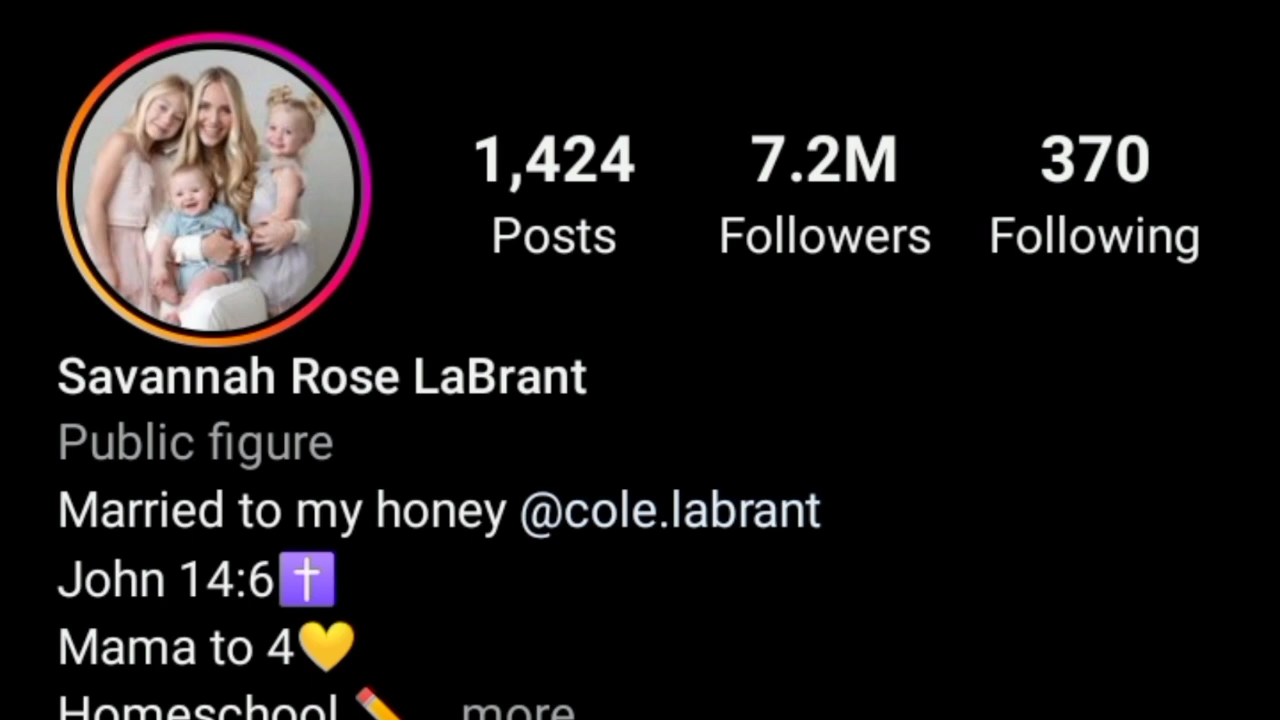 1,424 7.2M 370
Posts Followers Following
Savannah Rose LaBrant
Public figure
Married to my honey @cole.labrant
John 14:6✝️
Mama to 4💛
Homeschool ✏️ more